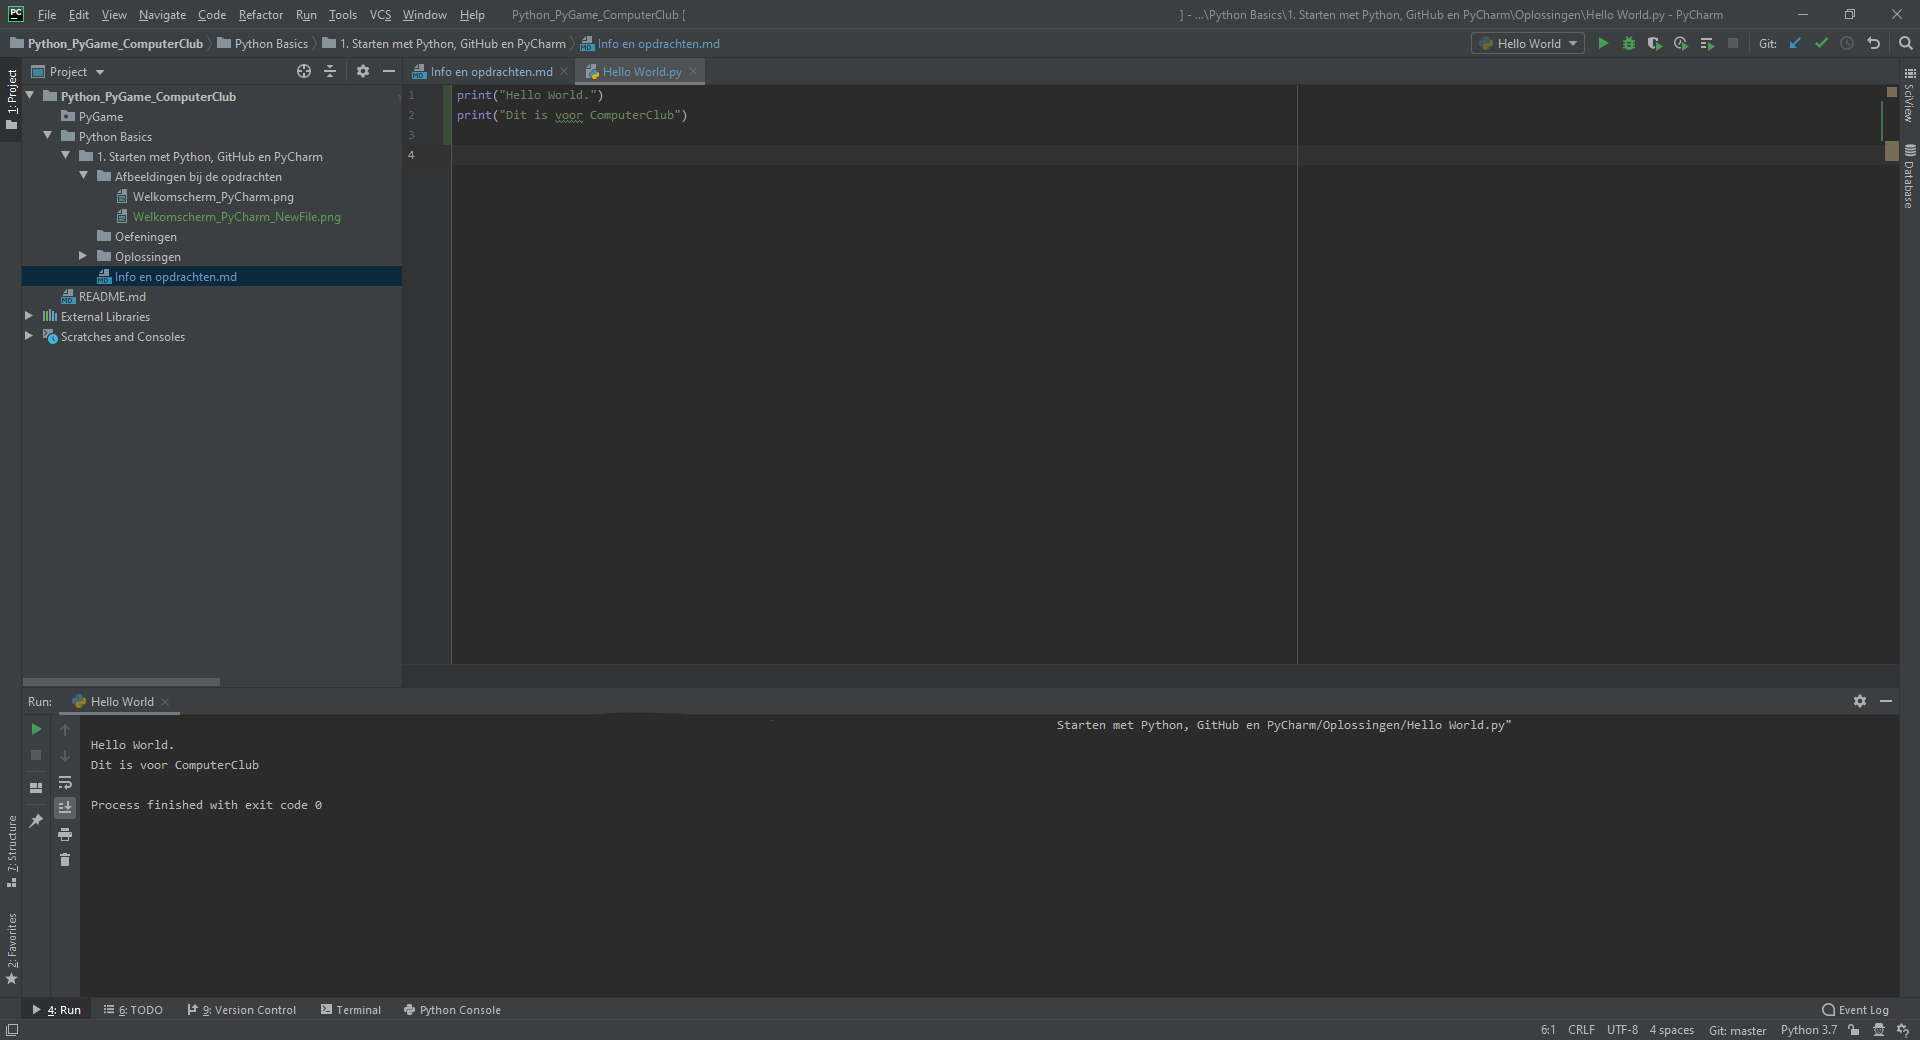 PC File Edit View Navigate Code Refactor Run Tools VCS Window Help Python_PyGame_ComputerClub [ ] - ...\Python Basics\1. Starten met Python, GitHub en PyCharm\Oplossingen\Hello World.py - PyCharm
Python_PyGame_ComputerClub Python Basics 1. Starten met Python, GitHub en PyCharm Info en opdrachten.md Hello World Git:
Project Info en opdrachten.md Hello World.py
1: Project
Python_PyGame_ComputerClub
PyGame
Python Basics
1. Starten met Python, GitHub en PyCharm
Afbeeldingen bij de opdrachten
Welkomscherm_PyCharm.png
Welkomscherm_PyCharm_NewFile.png
Oefeningen
Oplossingen
Info en opdrachten.md
README.md
External Libraries
Scratches and Consoles
1 print("Hello World.")
2 print("Dit is voor ComputerClub")
3
4
SciView
Database
Run: Hello World
Starten met Python, GitHub en PyCharm/Oplossingen/Hello World.py"
Hello World.
Dit is voor ComputerClub
Process finished with exit code 0
7: Structure
2: Favorites
4: Run 6: TODO 9: Version Control Terminal Python Console Event Log
6:1 CRLF UTF-8 4 spaces Git: master Python 3.7